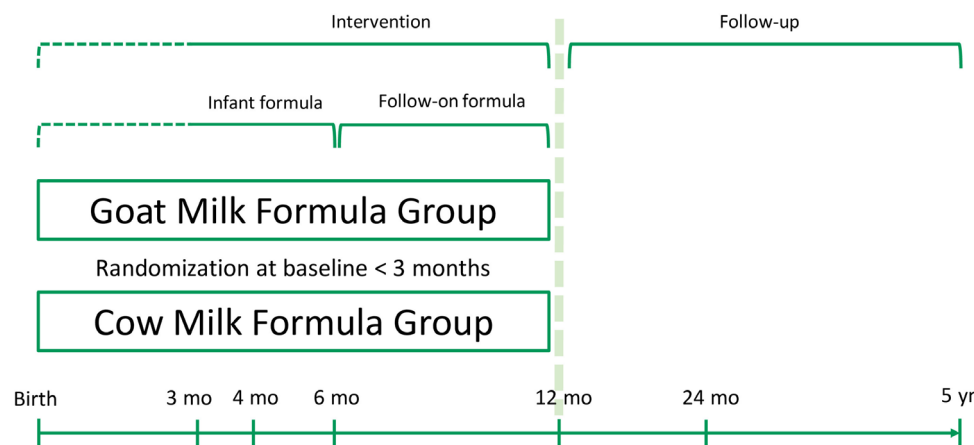 Intervention
Follow-up
Infant formula
Follow-on formula
Goat Milk Formula Group
Randomization at baseline < 3 months
Cow Milk Formula Group
Birth
3 mo
4 mo
6 mo
12 mo
24 mo
5 yr